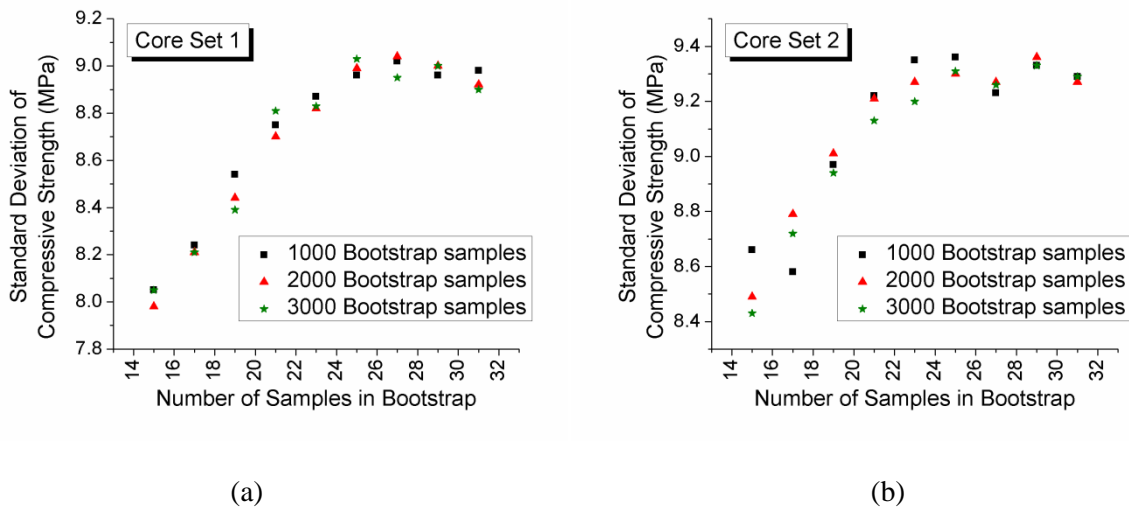 Core Set 1
Standard Deviation of
Compressive Strength (MPa)
9.2
9.0
8.8
8.6
8.4
8.2
8.0
7.8
1000 Bootstrap samples
2000 Bootstrap samples
3000 Bootstrap samples
14 16 18 20 22 24 26 28 30 32
Number of Samples in Bootstrap
(a)
Core Set 2
Standard Deviation of
Compressive Strength (MPa)
9.4
9.2
9.0
8.8
8.6
8.4
1000 Bootstrap samples
2000 Bootstrap samples
3000 Bootstrap samples
14 16 18 20 22 24 26 28 30 32
Number of Samples in Bootstrap
(b)